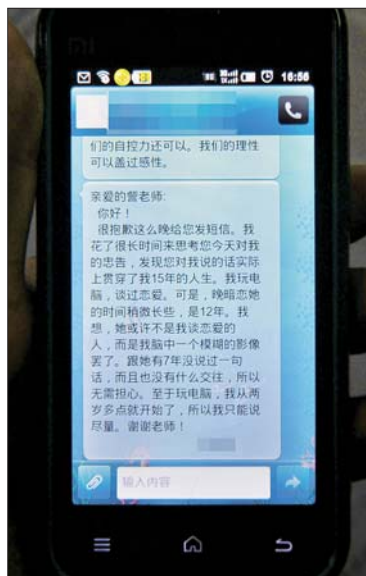 mi
16:56
们的自控力还可以。我们的理性
可以盖过感性。
亲爱的詹老师:
你好！
很抱歉这么晚给您发短信。我
花了很长时间来思考您今天对我
的忠告，发现您对我说的话实际
上贯穿了我15年的人生。我玩电
脑，谈过恋爱。可是，晚暗恋她
的时间稍微长些，是12年。我
想，她或许不是我谈恋爱的
人，而是我脑中一个模糊的影像
罢了。跟她有7年没说过一句
话，而且也没有什么交往，所以
无需担心。至于玩电脑，我从两
岁多点就开始了，所以我只能说
尽量。谢谢老师！
输入内容